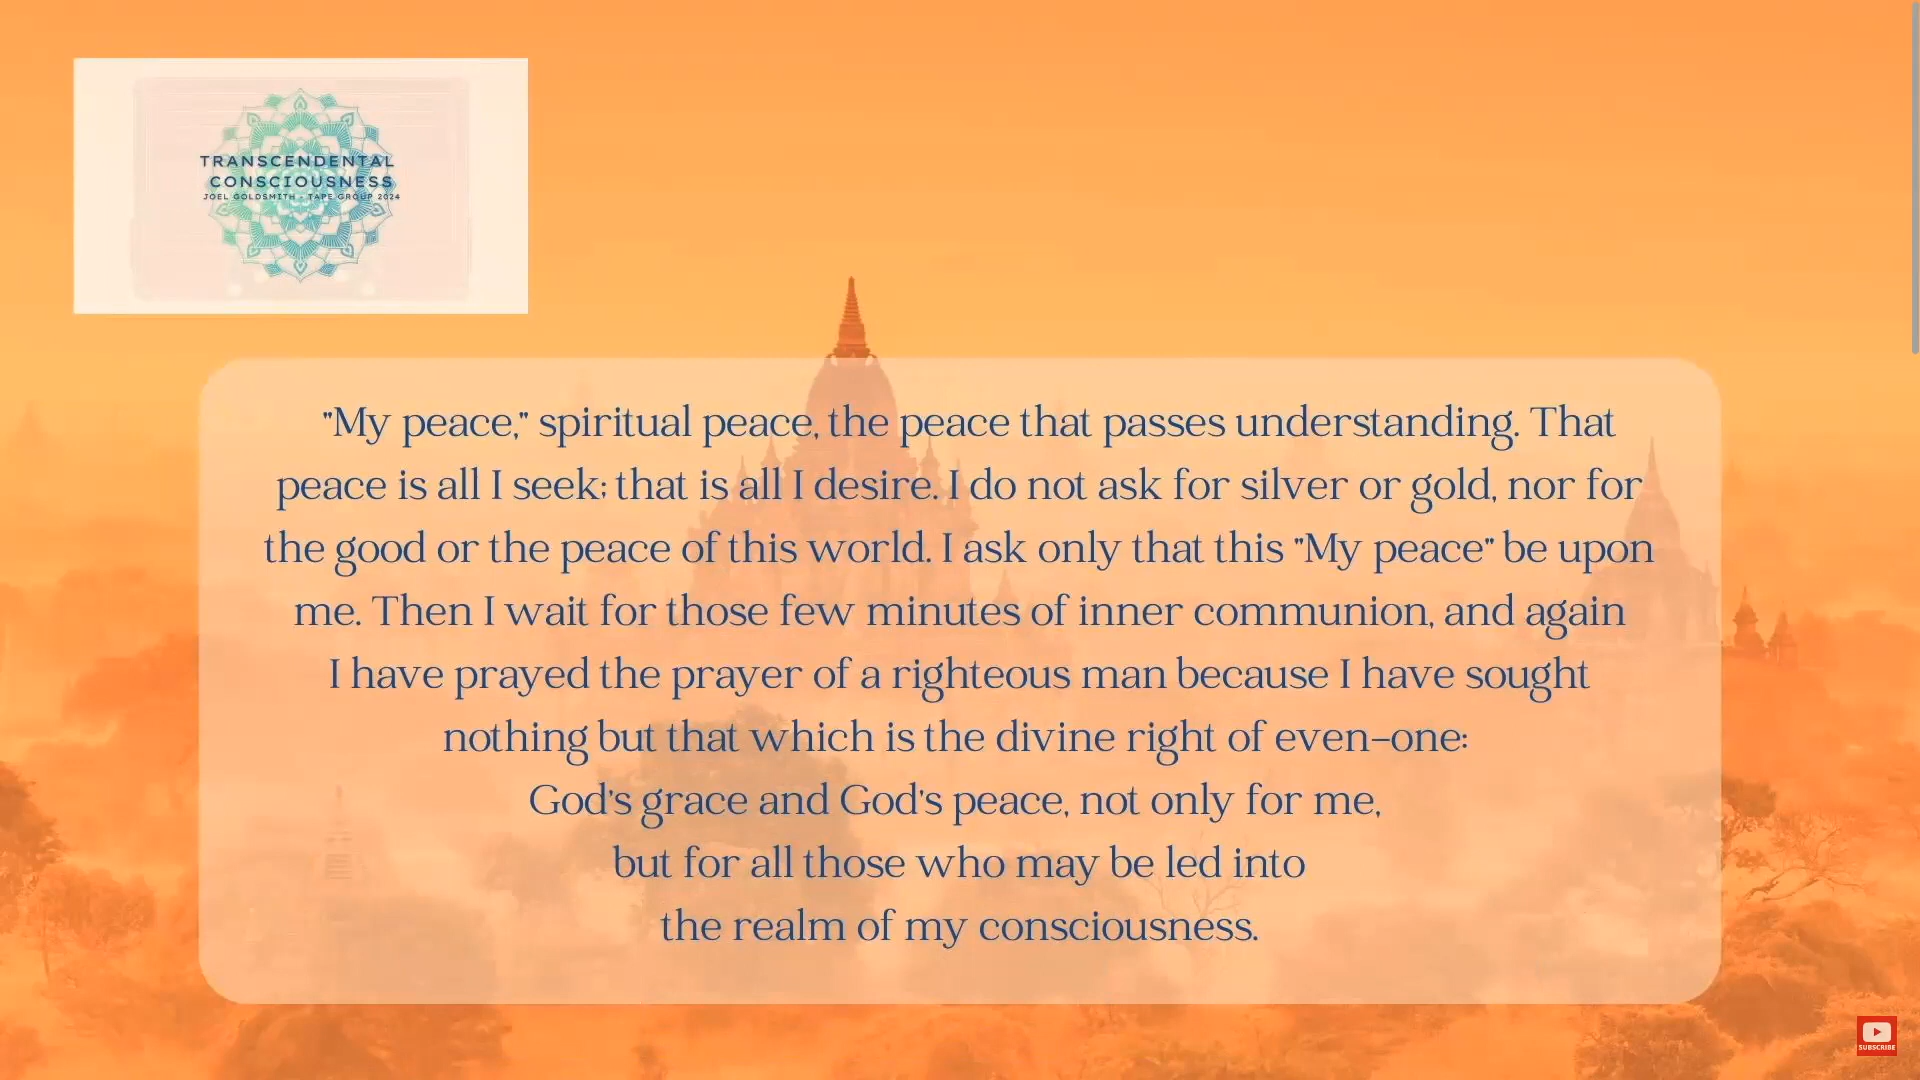 TRANSCENDENTAL
CONSCIOUSNESS
JOEL GOLDSMITH - TAPE GROUP 2024
"My peace," spiritual peace, the peace that passes understanding. That
peace is all I seek; that is all I desire. I do not ask for silver or gold, nor for
the good or the peace of this world. I ask only that this "My peace" be upon
me. Then I wait for those few minutes of inner communion, and again
I have prayed the prayer of a righteous man because I have sought
nothing but that which is the divine right of even-one:
God's grace and God's peace, not only for me,
but for all those who may be led into
the realm of my consciousness.
SUBSCRIBE